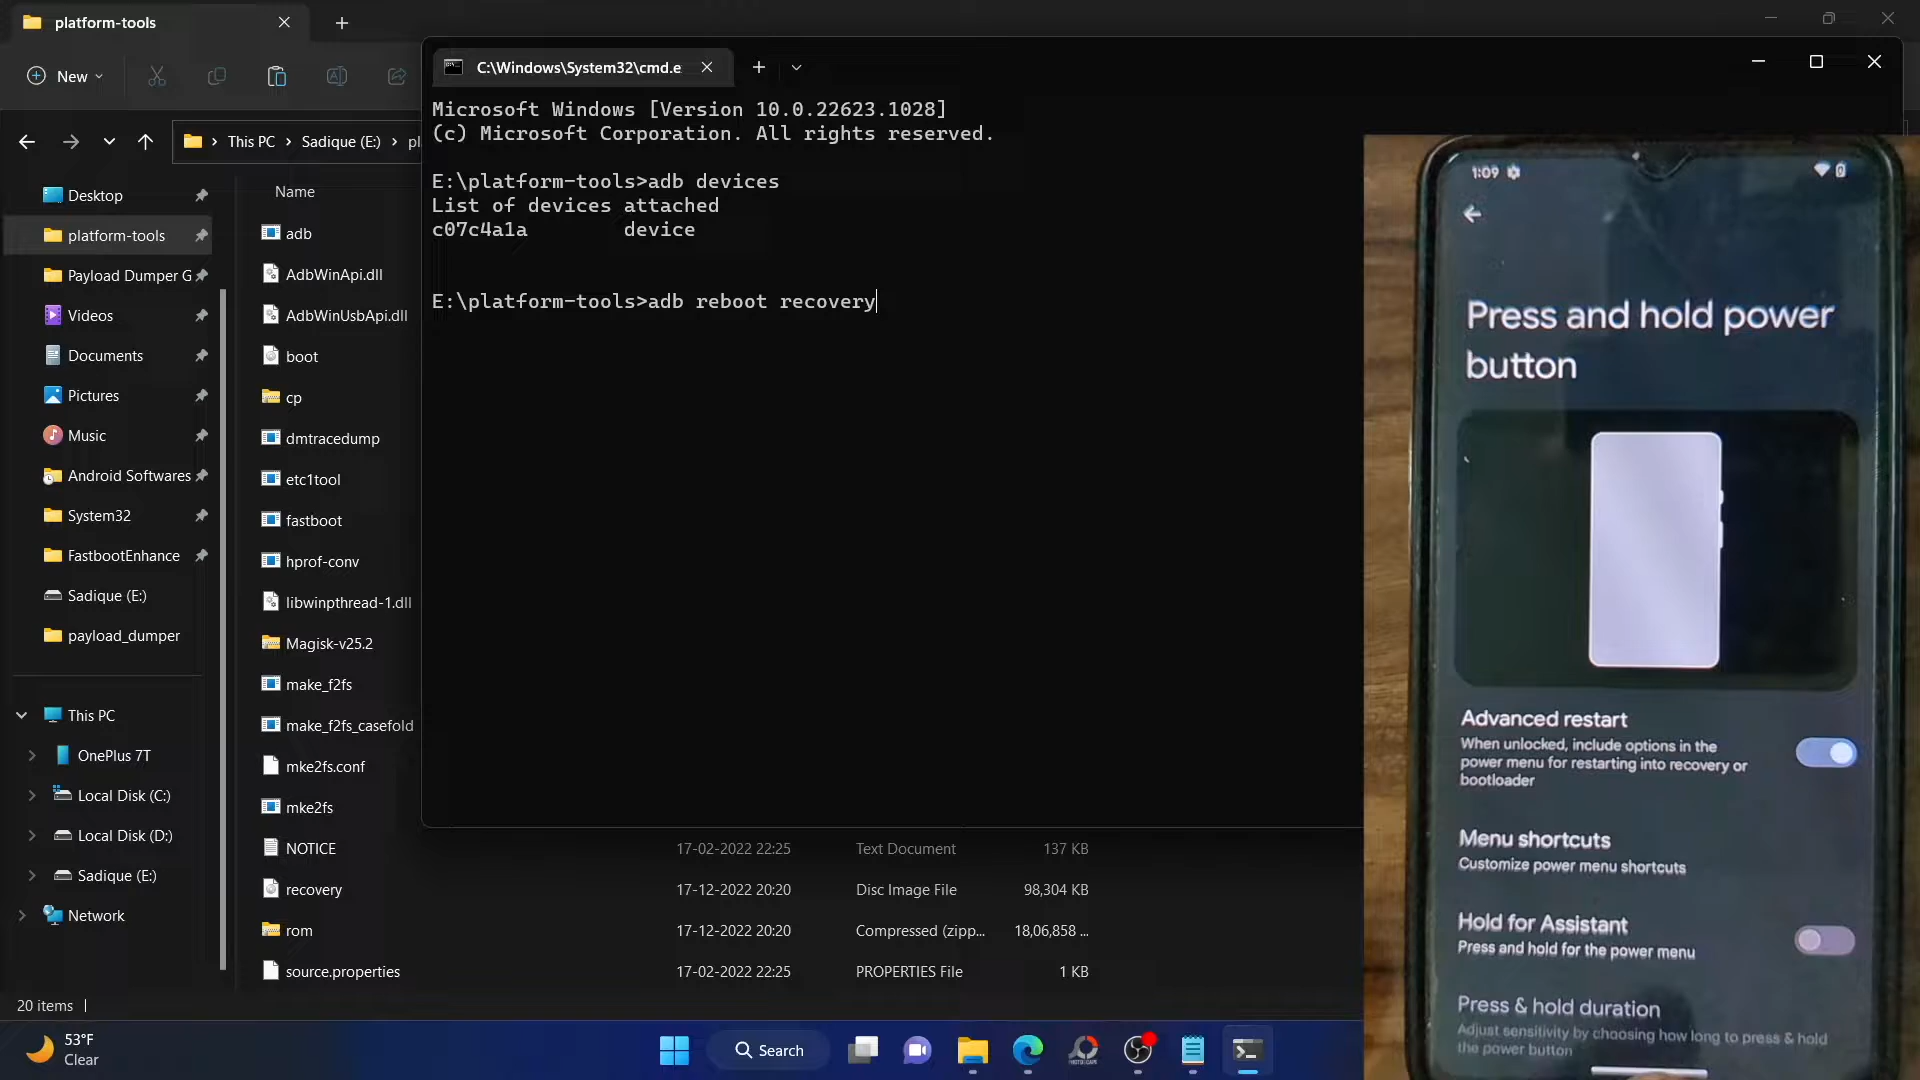 platform-tools
New
This PC
Sadique (E:)
pl
Desktop
platform-tools
Payload Dumper G
Videos
Documents
Pictures
Music
Android Softwares
System32
FastbootEnhance
Sadique (E:)
payload_dumper
This PC
OnePlus 7T
Local Disk (C:)
Local Disk (D:)
Sadique (E:)
Network
20 items
Name
adb
AdbWinApi.dll
AdbWinUsbApi.dll
boot
cp
dmtracedump
etc1tool
fastboot
hprof-conv
libwinpthread-1.dll
Magisk-v25.2
make_f2fs
make_f2fs_casefold
mke2fs.conf
mke2fs
NOTICE 17-02-2022 22:25 Text Document 137 KB
recovery 17-12-2022 20:20 Disc Image File 98,304 KB
rom 17-12-2022 20:20 Compressed (zipp... 18,06,858 ...
source.properties 17-02-2022 22:25 PROPERTIES File 1 KB
C:\Windows\System32\cmd.e
Microsoft Windows [Version 10.0.22623.1028]
(c) Microsoft Corporation. All rights reserved.
E:\platform-tools>adb devices
List of devices attached
c07c4a1a device
E:\platform-tools>adb reboot recovery
1:09
Press and hold power
button
Advanced restart
When unlocked, include options in the
power menu for restarting into recovery or
bootloader
Menu shortcuts
Customize power menu shortcuts
Hold for Assistant
Press and hold for the power menu
Press & hold duration
Adjust sensitivity by choosing how long to press & hold
the power button
53°F
Clear
Search